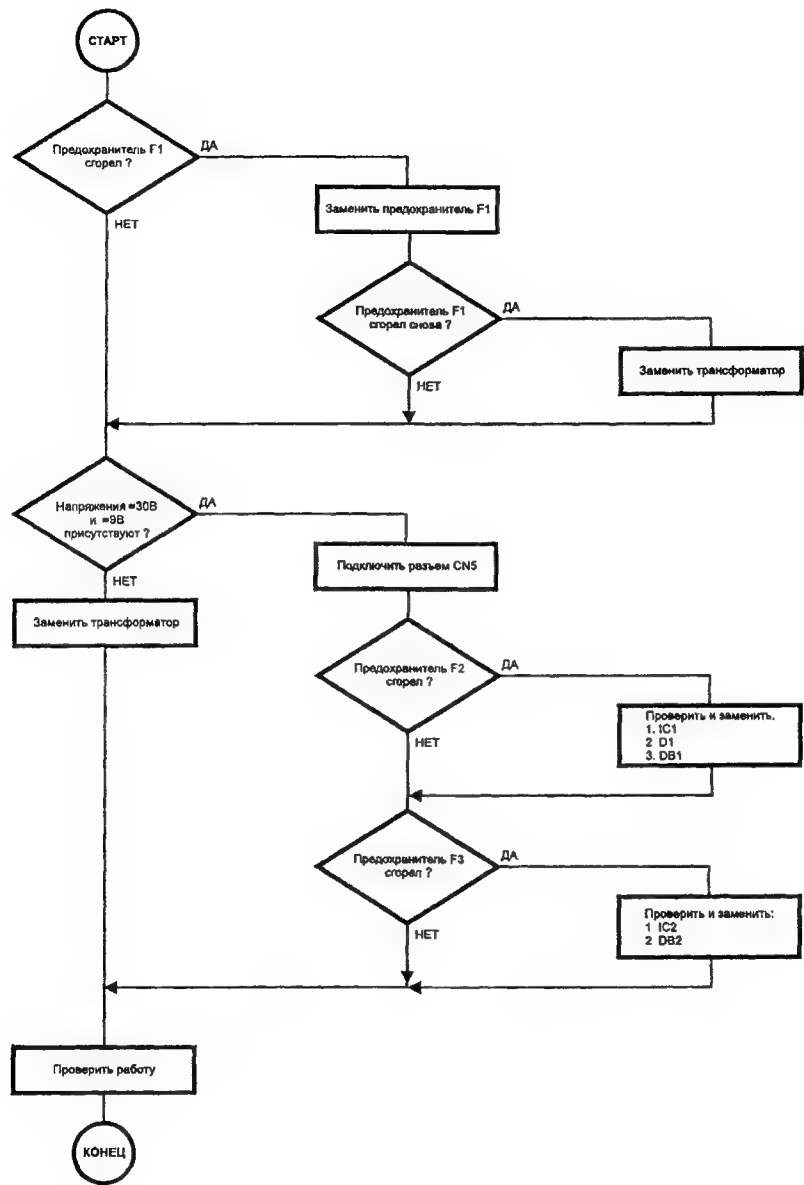 СТАРТ
Предохранитель F1
сгорел ?
ДА
НЕТ
Заменить предохранитель F1
Предохранитель F1
сгорел снова ?
ДА
НЕТ
Заменить трансформатор
Напряжения =30В
и =9В
присутствуют ?
ДА
НЕТ
Заменить трансформатор
Подключить разъем CN5
Предохранитель F2
сгорел ?
ДА
НЕТ
Проверить и заменить.
1. IC1
2 D1
3. DB1
Предохранитель F3
сгорел ?
ДА
НЕТ
Проверить и заменить:
1 IC2
2 DB2
Проверить работу
КОНЕЦ